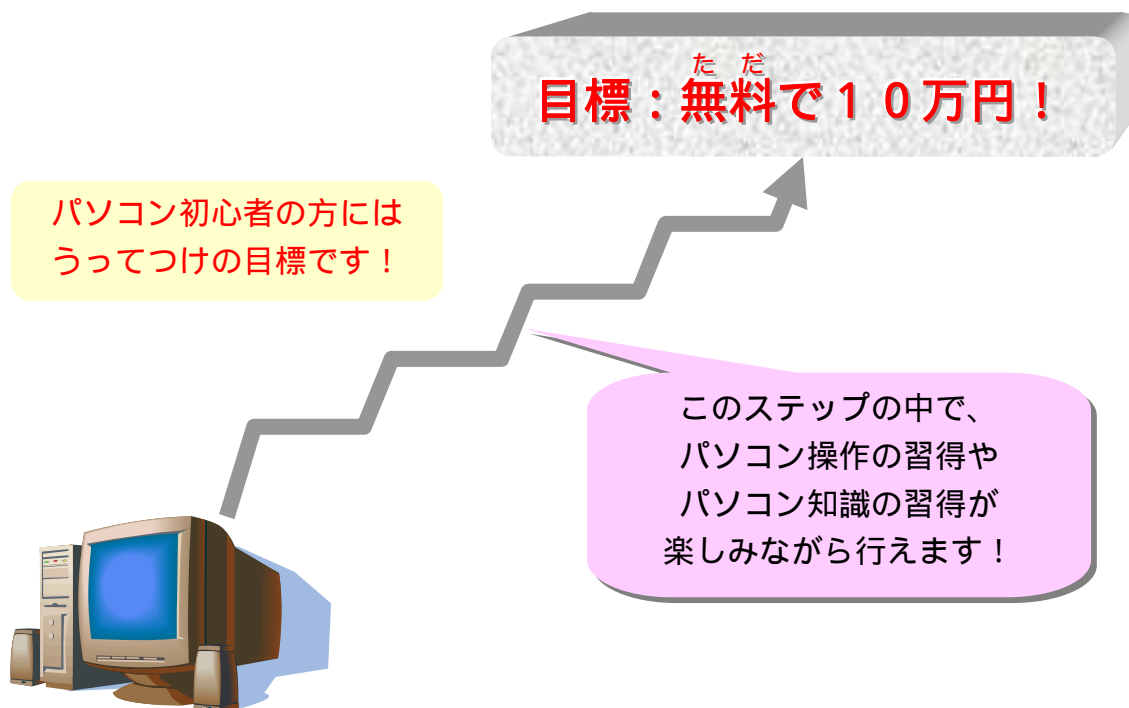 ただ
目標：無料で１０万円！
パソコン初心者の方には
うってつけの目標です！
このステップの中で、
パソコン操作の習得や
パソコン知識の習得が
楽しみながら行えます！